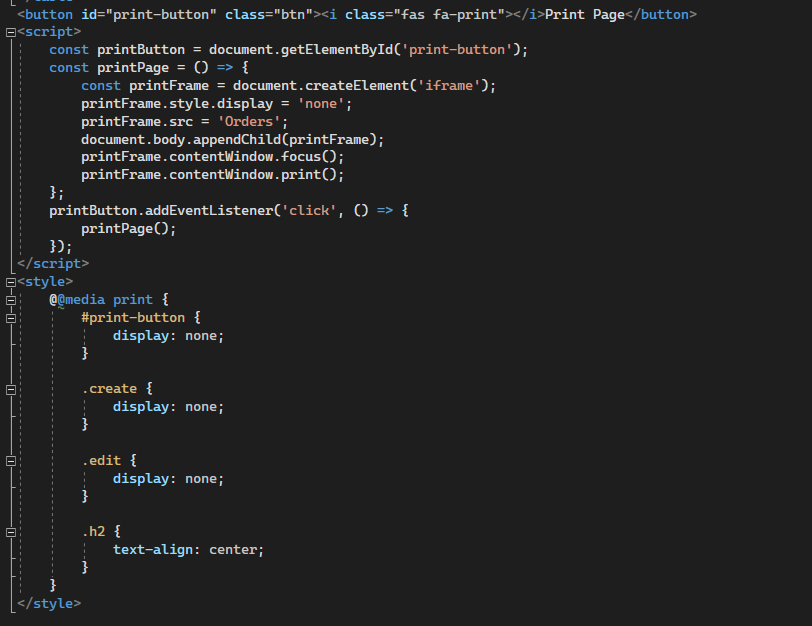 <button id="print-button" class="btn"><i class="fas fa-print"></i>Print Page</button>
<script>
    const printButton = document.getElementById('print-button');
    const printPage = () => {
        const printFrame = document.createElement('iframe');
        printFrame.style.display = 'none';
        printFrame.src = 'Orders';
        document.body.appendChild(printFrame);
        printFrame.contentWindow.focus();
        printFrame.contentWindow.print();
    };
    printButton.addEventListener('click', () => {
        printPage();
    });
</script>
<style>
    @@media print {
        #print-button {
            display: none;
        }

        .create {
            display: none;
        }

        .edit {
            display: none;
        }

        .h2 {
            text-align: center;
        }
    }
</style>